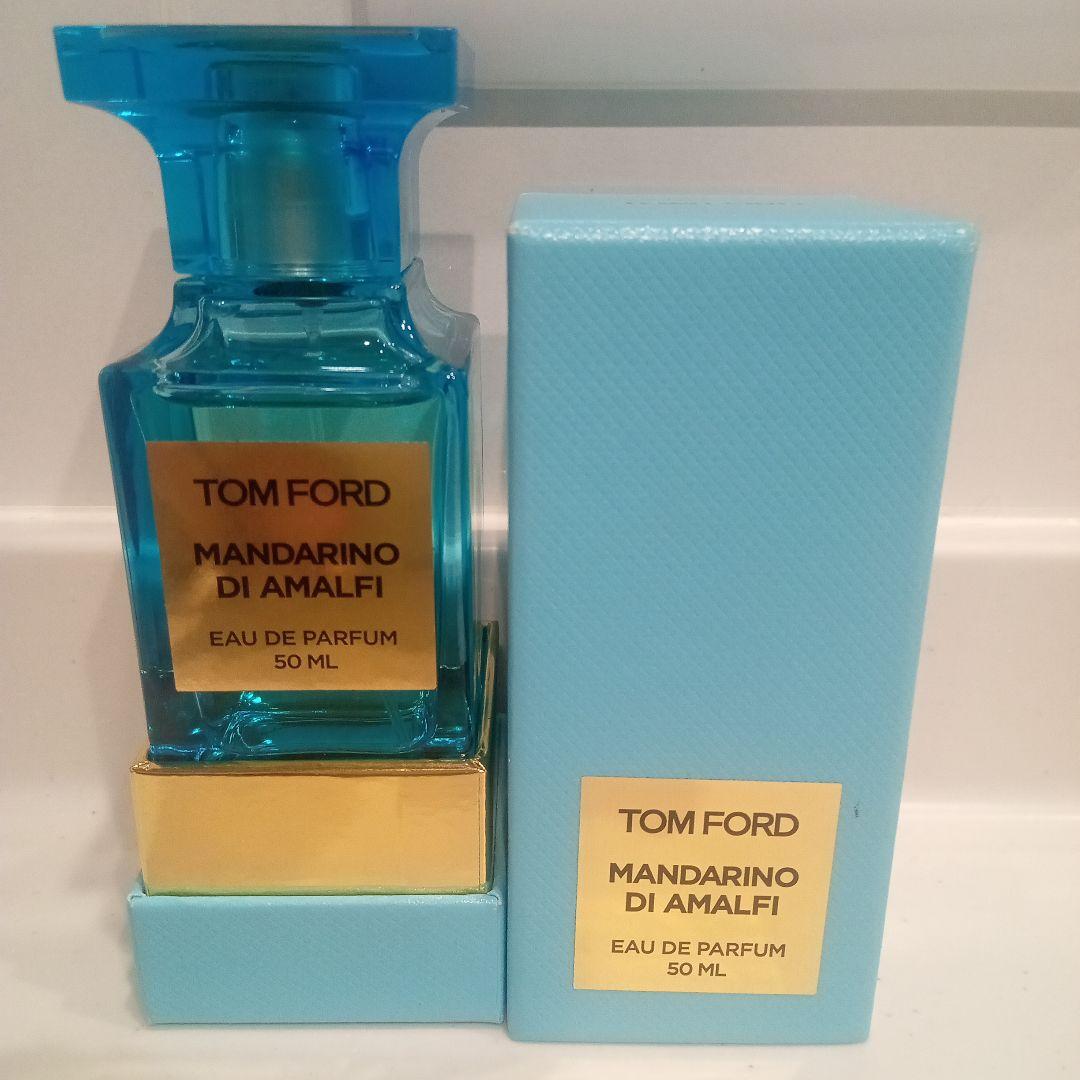 TOM FORD
MANDARINO
DI AMALFI
EAU DE PARFUM
50 ML
TOM FORD
MANDARINO
DI AMALFI
EAU DE PARFUM
50 ML